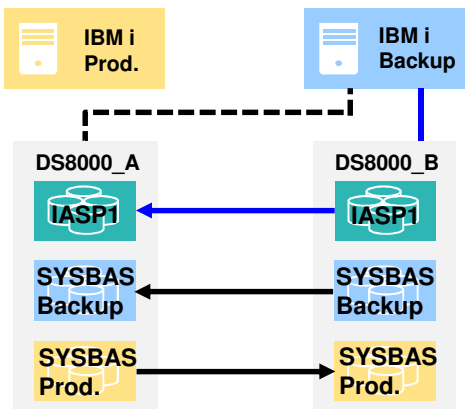 IBM i
Prod.
IBM i
Backup
DS8000_A
DS8000_B
IASP1
IASP1
SYSBAS
Backup
SYSBAS
Backup
SYSBAS
Prod.
SYSBAS
Prod.